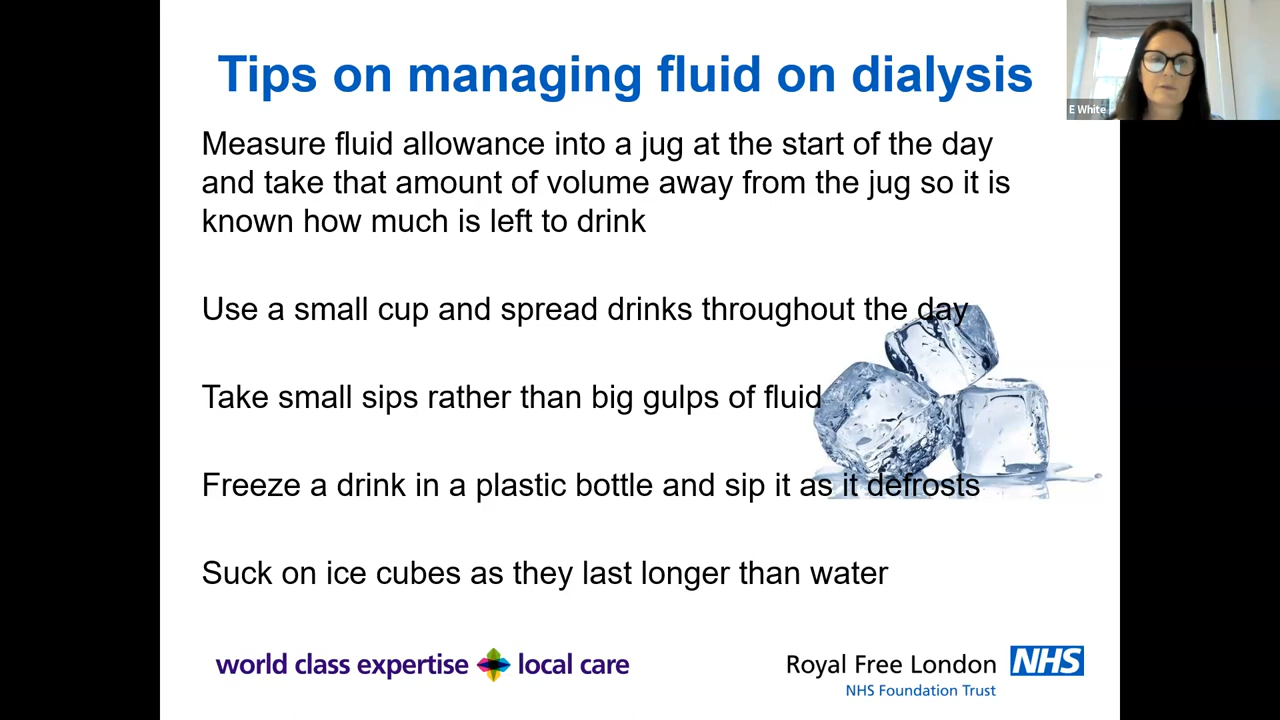 Tips on managing fluid on dialysis
E White
Measure fluid allowance into a jug at the start of the day
and take that amount of volume away from the jug so it is
known how much is left to drink
Use a small cup and spread drinks throughout the day
Take small sips rather than big gulps of fluid
Freeze a drink in a plastic bottle and sip it as it defrosts
Suck on ice cubes as they last longer than water
world class expertise local care
Royal Free London NHS
NHS Foundation Trust